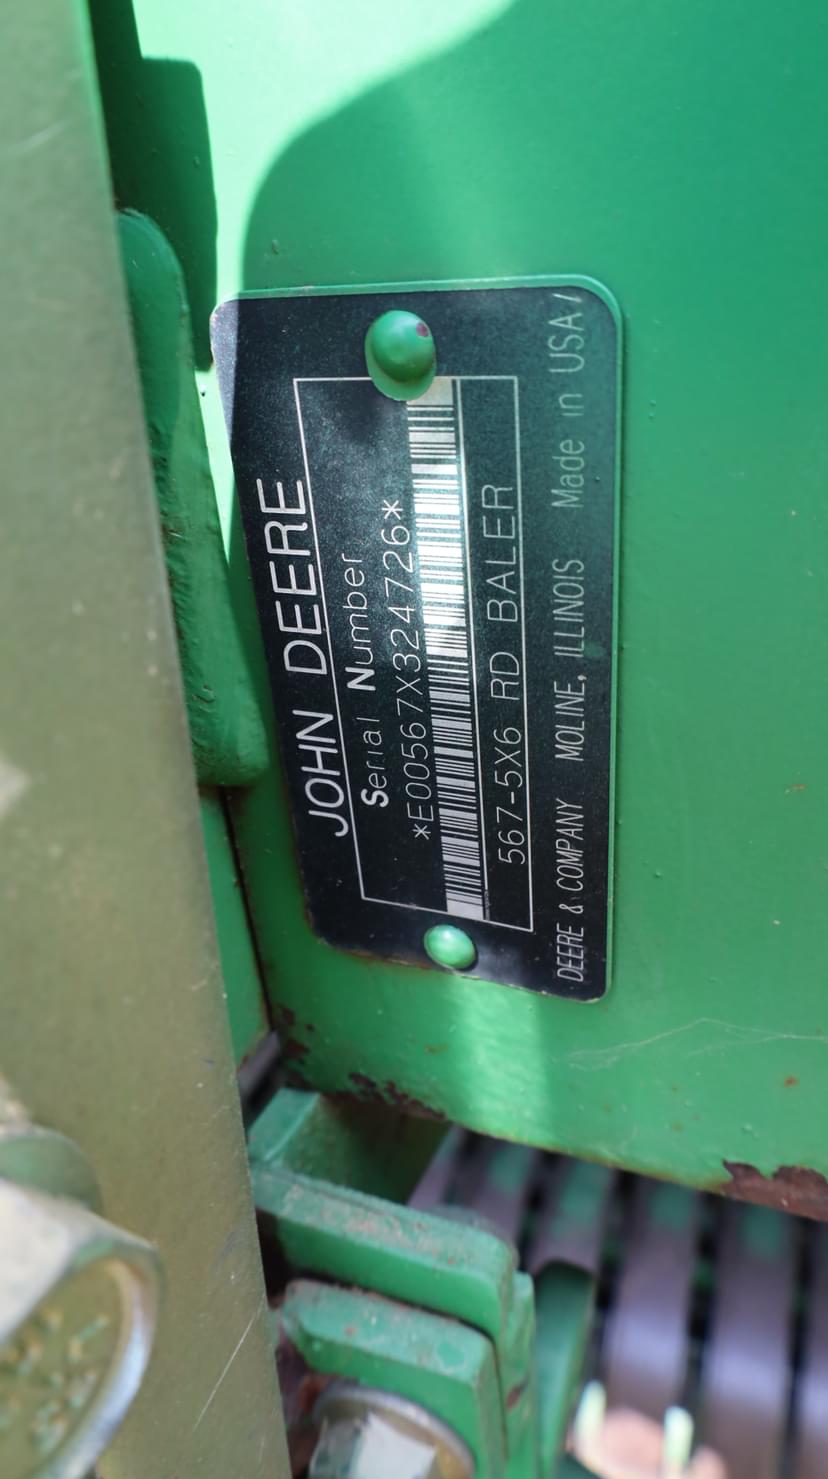 JOHN DEERE
Serial Number
*E00567X324726*
567-5X6 RD BALER
DEERE & COMPANY MOLINE, ILLINOIS Made in USA